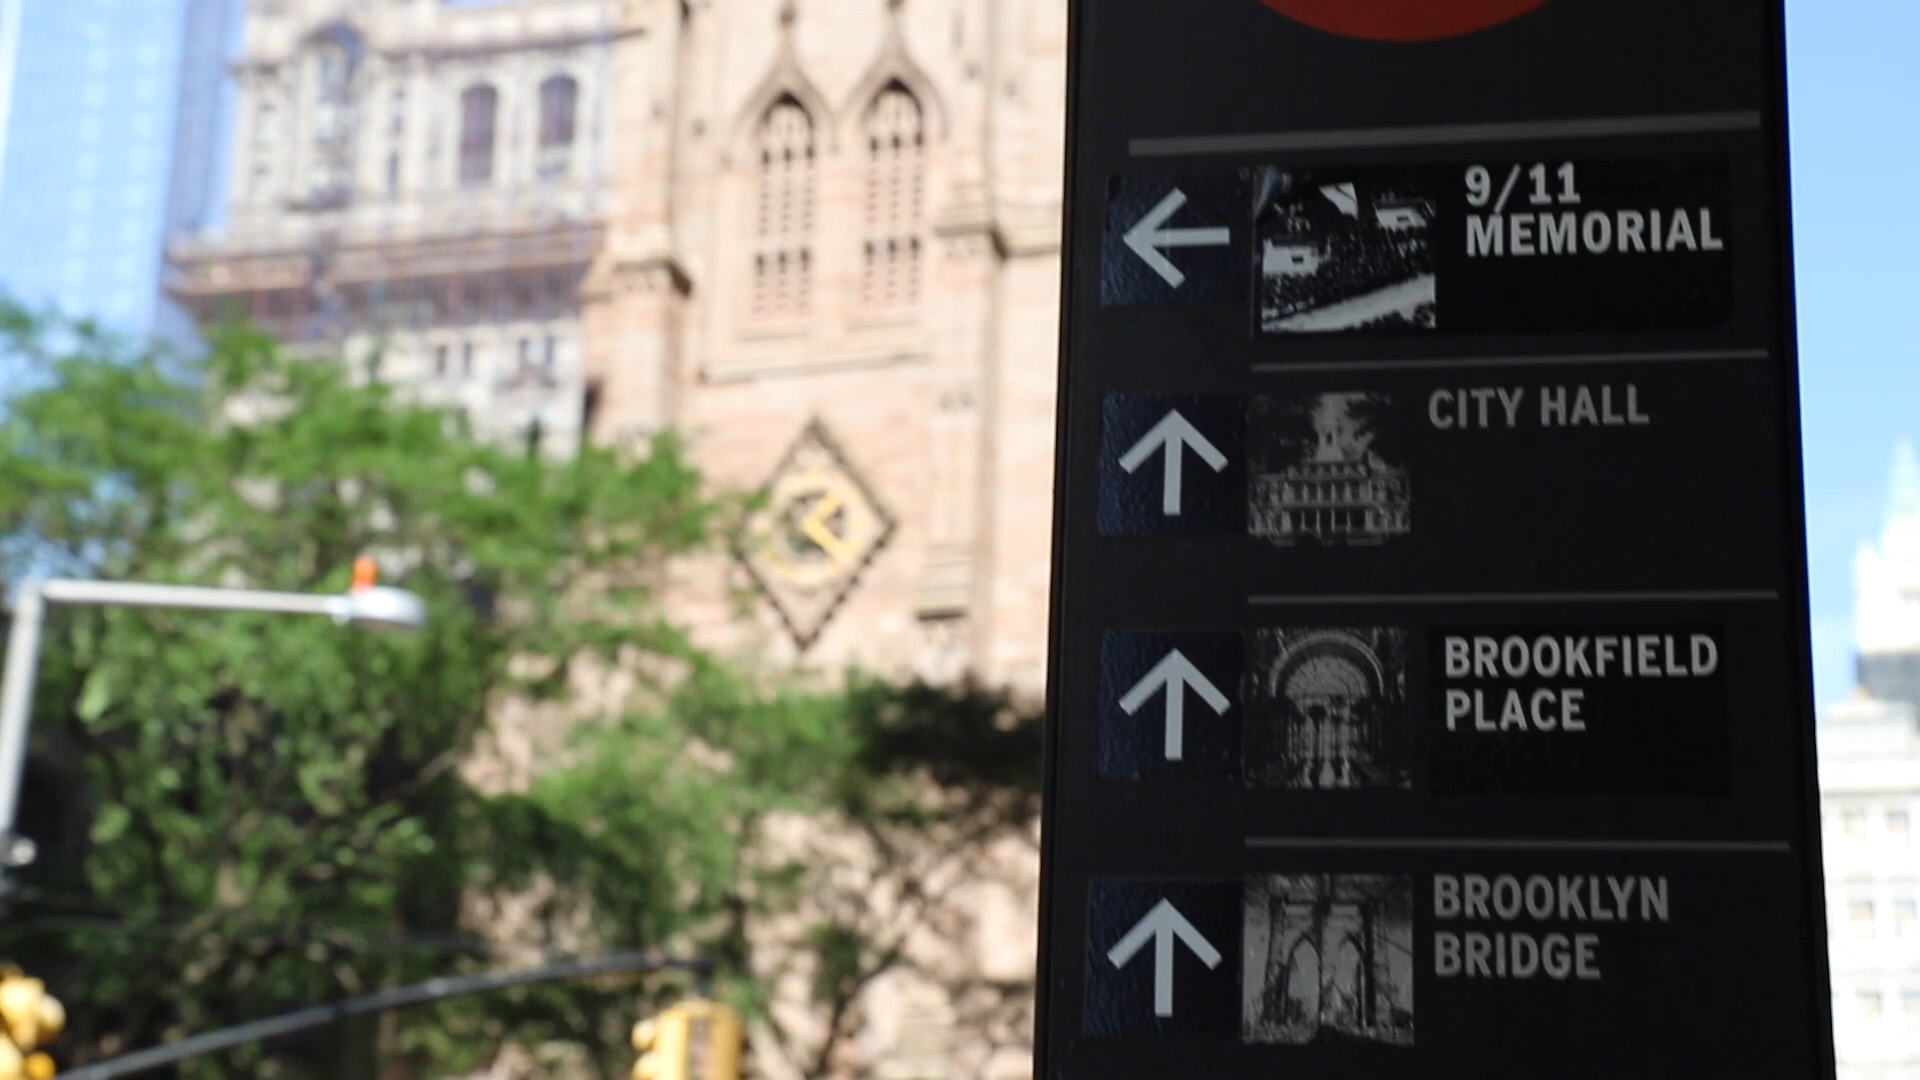 9/11
MEMORIAL
CITY HALL
BROOKFIELD
PLACE
BROOKLYN
BRIDGE